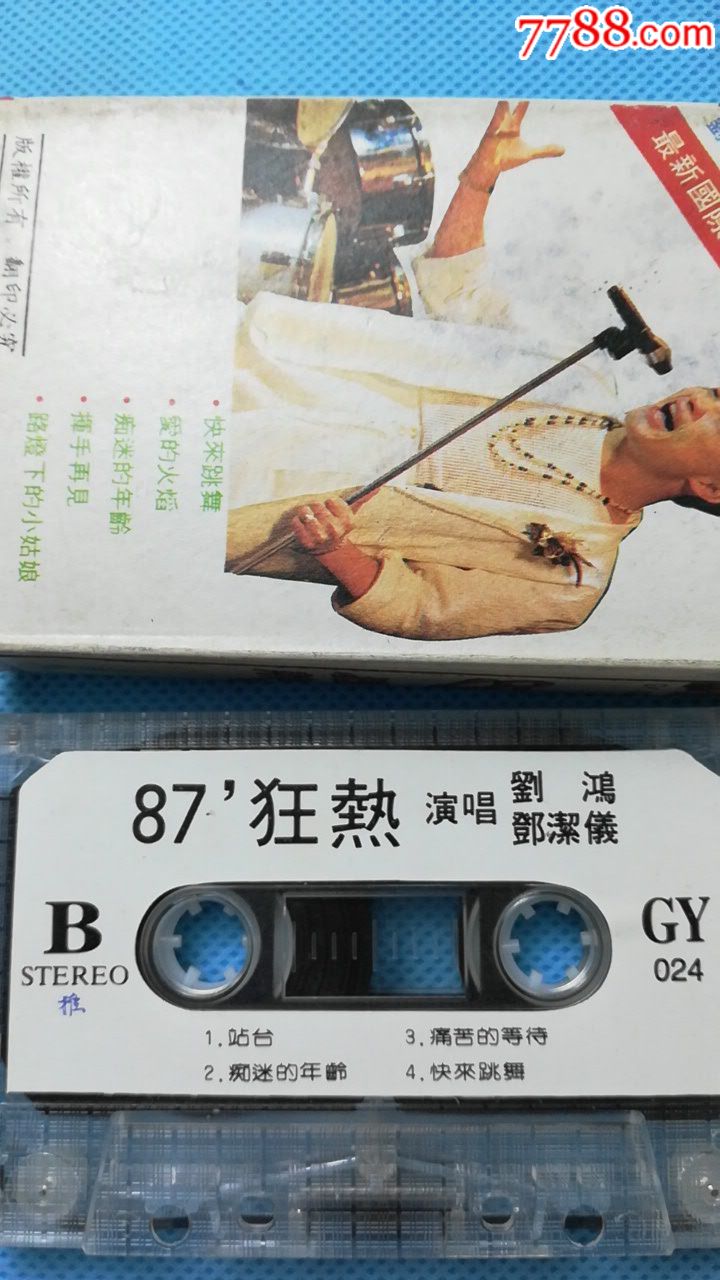 7788.com
最新國際
版權所有．翻印必究
・快來跳舞
・愛的火焰
・痴迷的年齡
・揮手再見
・路燈下的小姑娘
87'狂熱 演唱 劉鴻
鄧潔儀
B
STEREO
GY
024
1.站台
2.痴迷的年齡
3.痛苦的等待
4.快來跳舞